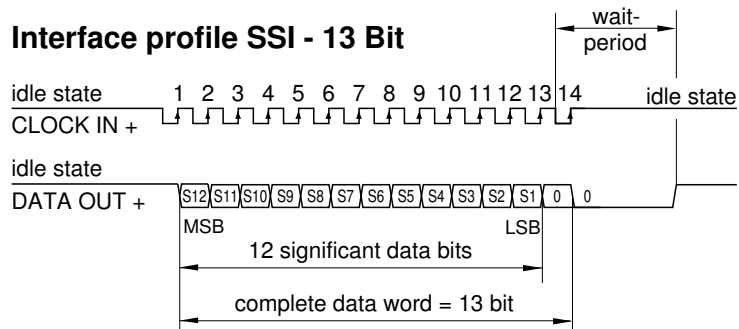 wait-
period
Interface profile SSI - 13 Bit
idle state 1 2 3 4 5 6 7 8 9 10 11 12 13 14 idle state
CLOCK IN +
idle state
DATA OUT + S12 S11 S10 S9 S8 S7 S6 S5 S4 S3 S2 S1 0 0
MSB LSB
12 significant data bits
complete data word = 13 bit